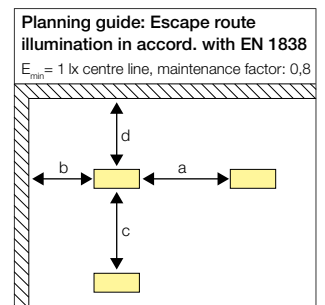 Planning guide: Escape route
illumination in accord. with EN 1838
Emin= 1 lx centre line, maintenance factor: 0,8
d
b
a
c